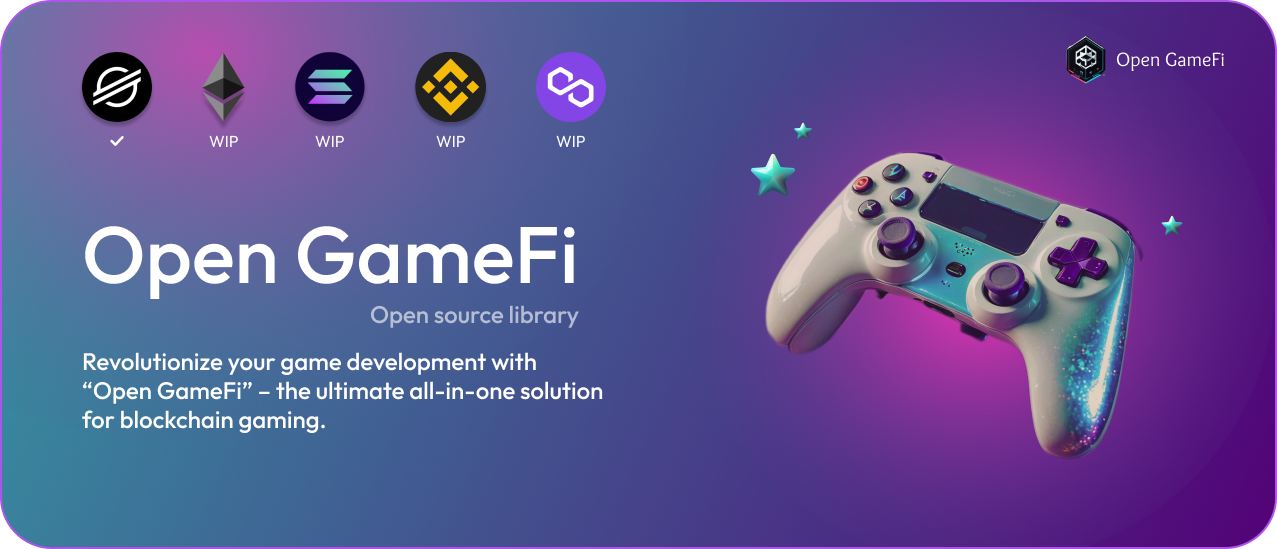 Open GameFi
WIP
WIP
WIP
WIP
Open GameFi
Open source library
Revolutionize your game development with
“Open GameFi” – the ultimate all-in-one solution
for blockchain gaming.